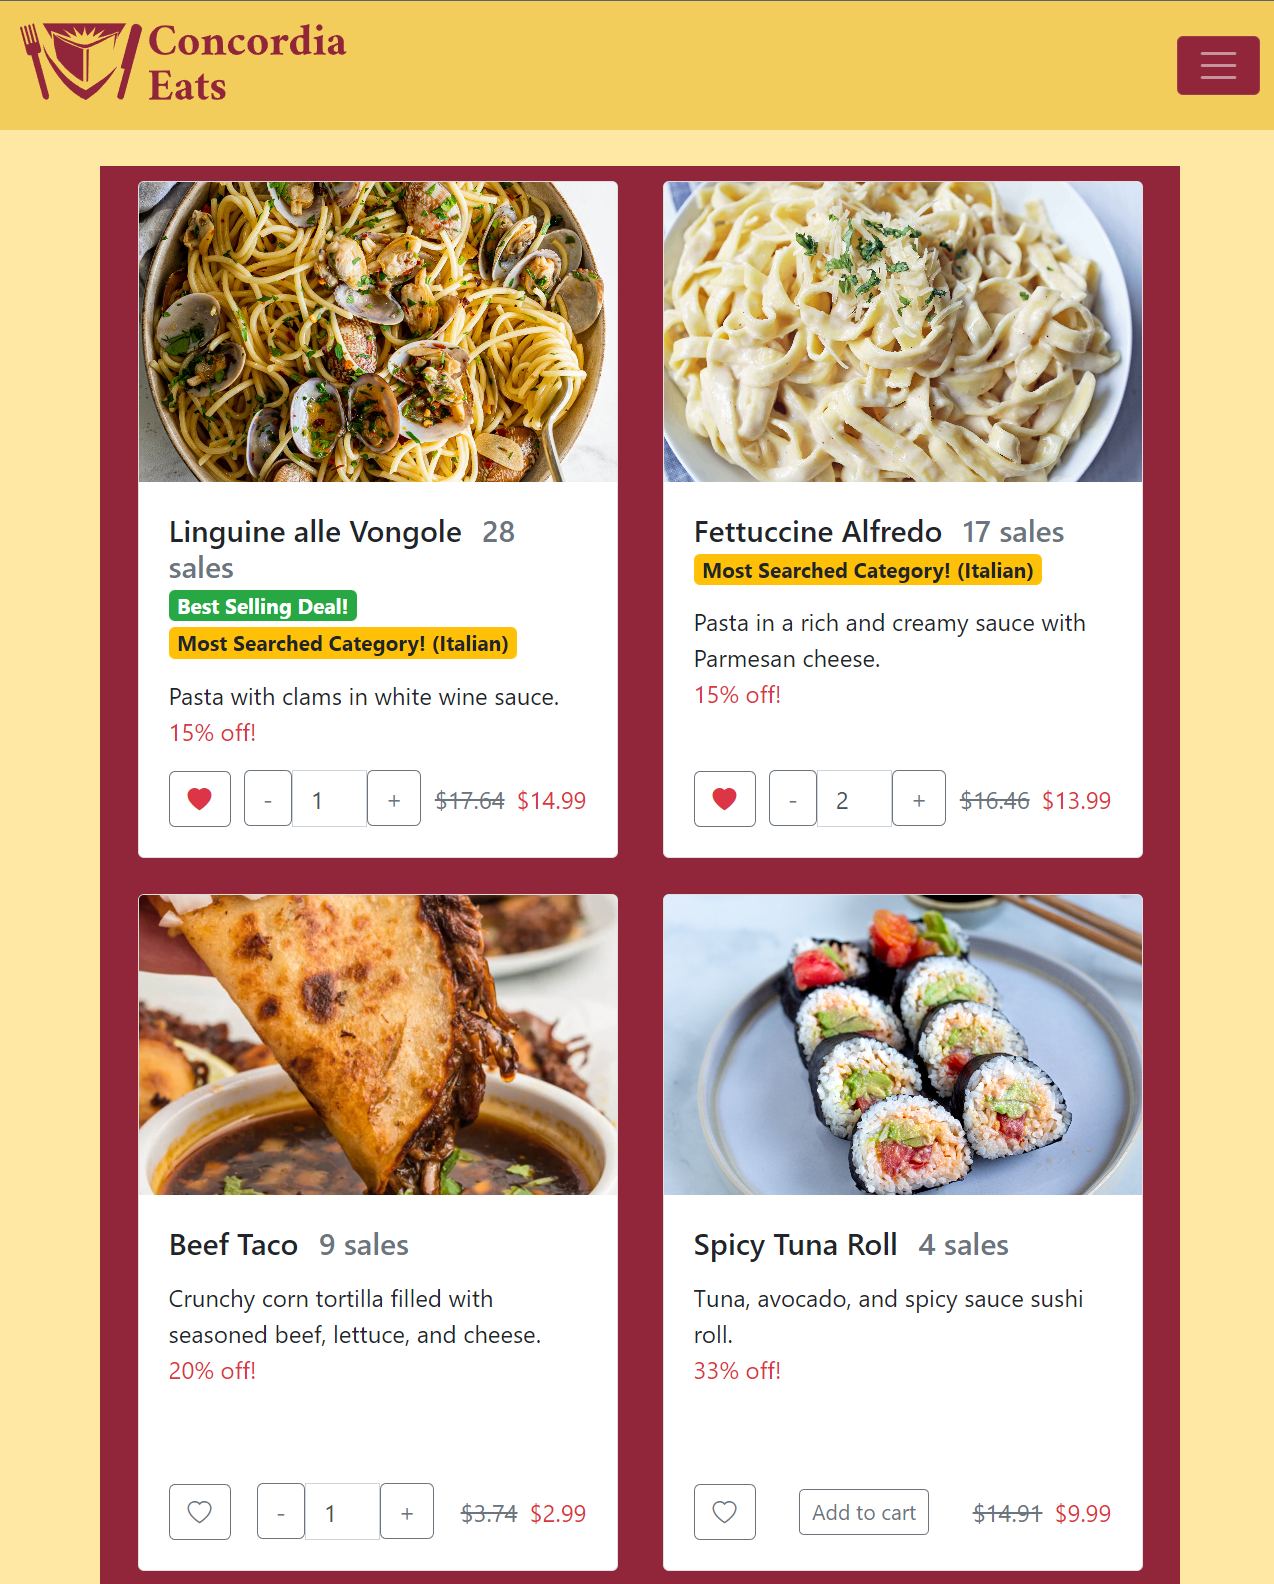 Concordia
Eats
Linguine alle Vongole 28
sales
Best Selling Deal!
Most Searched Category! (Italian)
Pasta with clams in white wine sauce.
15% off!
- 1 + $17.64 $14.99
Fettuccine Alfredo 17 sales
Most Searched Category! (Italian)
Pasta in a rich and creamy sauce with
Parmesan cheese.
15% off!
- 2 + $16.46 $13.99
Beef Taco 9 sales
Crunchy corn tortilla filled with
seasoned beef, lettuce, and cheese.
20% off!
- 1 + $3.74 $2.99
Spicy Tuna Roll 4 sales
Tuna, avocado, and spicy sauce sushi
roll.
33% off!
Add to cart $14.91 $9.99